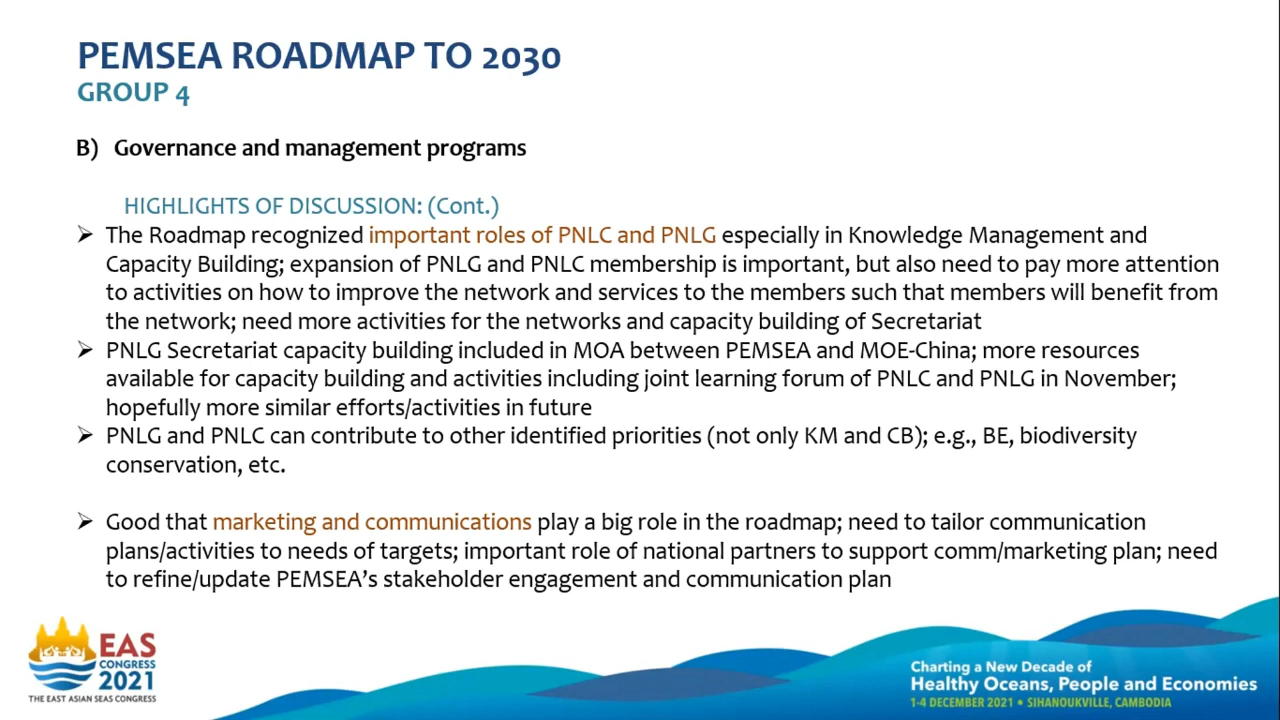 PEMSEA ROADMAP TO 2030
GROUP 4
B) Governance and management programs
HIGHLIGHTS OF DISCUSSION: (Cont.)
➢ The Roadmap recognized important roles of PNLC and PNLG especially in Knowledge Management and
Capacity Building; expansion of PNLG and PNLC membership is important, but also need to pay more attention
to activities on how to improve the network and services to the members such that members will benefit from
the network; need more activities for the networks and capacity building of Secretariat
➢ PNLG Secretariat capacity building included in MOA between PEMSEA and MOE-China; more resources
available for capacity building and activities including joint learning forum of PNLC and PNLG in November;
hopefully more similar efforts/activities in future
➢ PNLG and PNLC can contribute to other identified priorities (not only KM and CB); e.g., BE, biodiversity
conservation, etc.
➢ Good that marketing and communications play a big role in the roadmap; need to tailor communication
plans/activities to needs of targets; important role of national partners to support comm/marketing plan; need
to refine/update PEMSEA’s stakeholder engagement and communication plan
EAS
CONGRESS
2021
THE EAST ASIAN SEAS CONGRESS
Charting a New Decade of
Healthy Oceans, People and Economies
1-4 DECEMBER 2021 • SIHANOUKVILLE, CAMBODIA